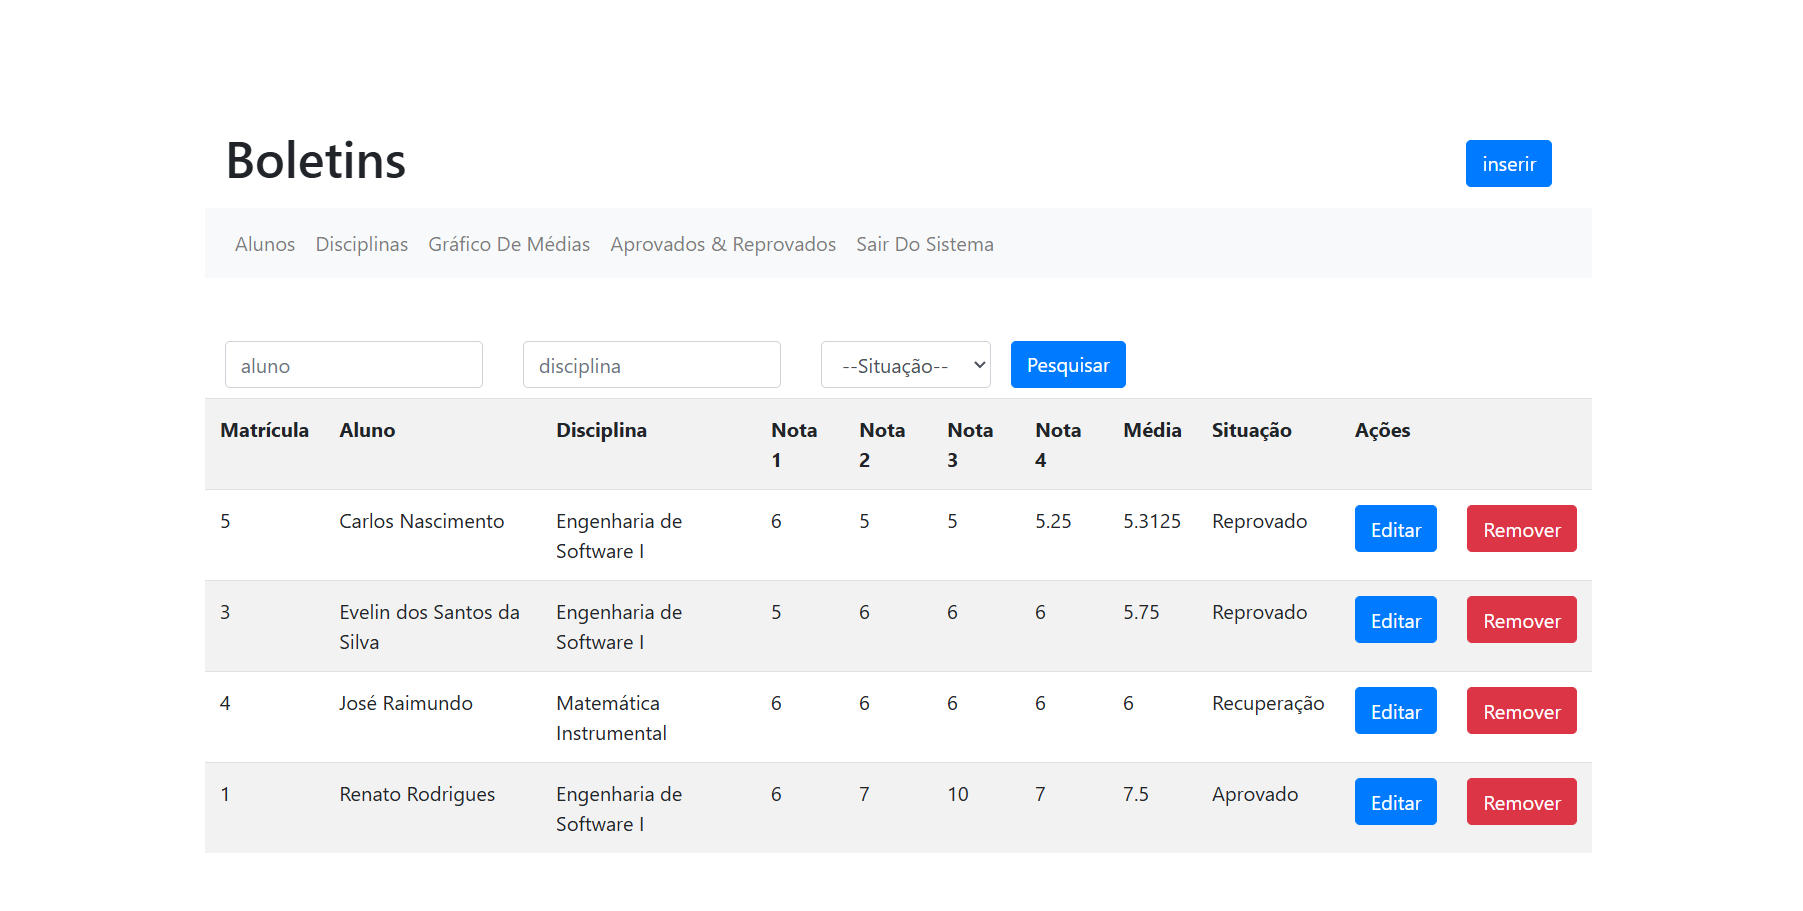 Boletins
inserir
Alunos Disciplinas Gráfico De Médias Aprovados & Reprovados Sair Do Sistema
aluno disciplina --Situação-- Pesquisar
Matrícula Aluno Disciplina Nota Nota Nota Nota Média Situação Ações
1 2 3 4
5 Carlos Nascimento Engenharia de 6 5 5 5.25 5.3125 Reprovado Editar Remover
Software I
3 Evelin dos Santos da Engenharia de 5 6 6 6 5.75 Reprovado Editar Remover
Silva Software I
4 José Raimundo Matemática 6 6 6 6 6 Recuperação Editar Remover
Instrumental
1 Renato Rodrigues Engenharia de 6 7 10 7 7.5 Aprovado Editar Remover
Software I